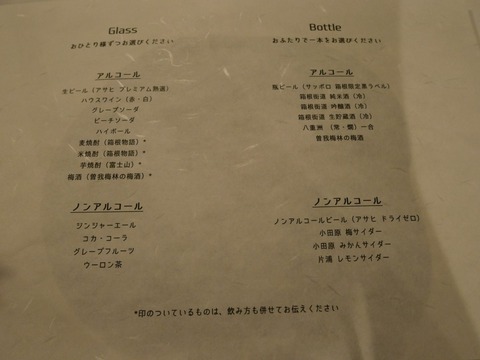 Glass
おひとり様ずつお選びください
アルコール
生ビール（アサヒ プレミアム熟選）
ハウスワイン（赤・白）
グレープソーダ
ピーチソーダ
ハイボール
麦焼酎（箱根物語）*
米焼酎（箱根物語）*
芋焼酎（富士山）*
梅酒（曽我梅林の梅酒）*
ノンアルコール
ジンジャーエール
コカ・コーラ
グレープフルーツ
ウーロン茶
Bottle
おふたりで一本をお選びください
アルコール
瓶ビール（サッポロ 箱根限定黒ラベル）
箱根街道 純米酒（冷）
箱根街道 吟醸酒（冷）
箱根街道 生貯蔵酒（冷）
八重洲（常・燗）一合
曽我梅林の梅酒
ノンアルコール
ノンアルコールビール（アサヒ ドライゼロ）
小田原 梅サイダー
小田原 みかんサイダー
片浦 レモンサイダー
*印のついているものは、飲み方も併せてお伝えください